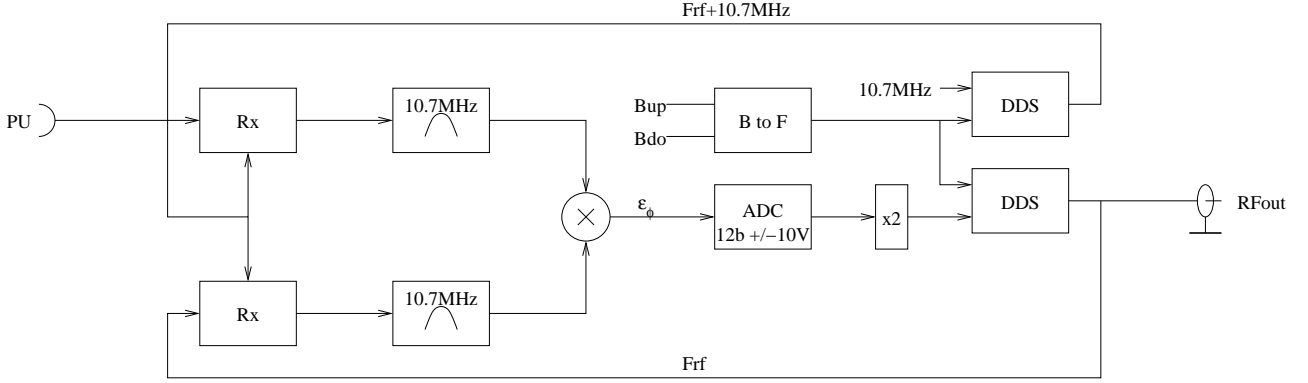 Frf+10.7MHz
PU
Rx
10.7MHz
Bup
Bdo
B to F
10.7MHz
DDS
εϕ
ADC
12b +/−10V
x2
DDS
RFout
Rx
10.7MHz
Frf